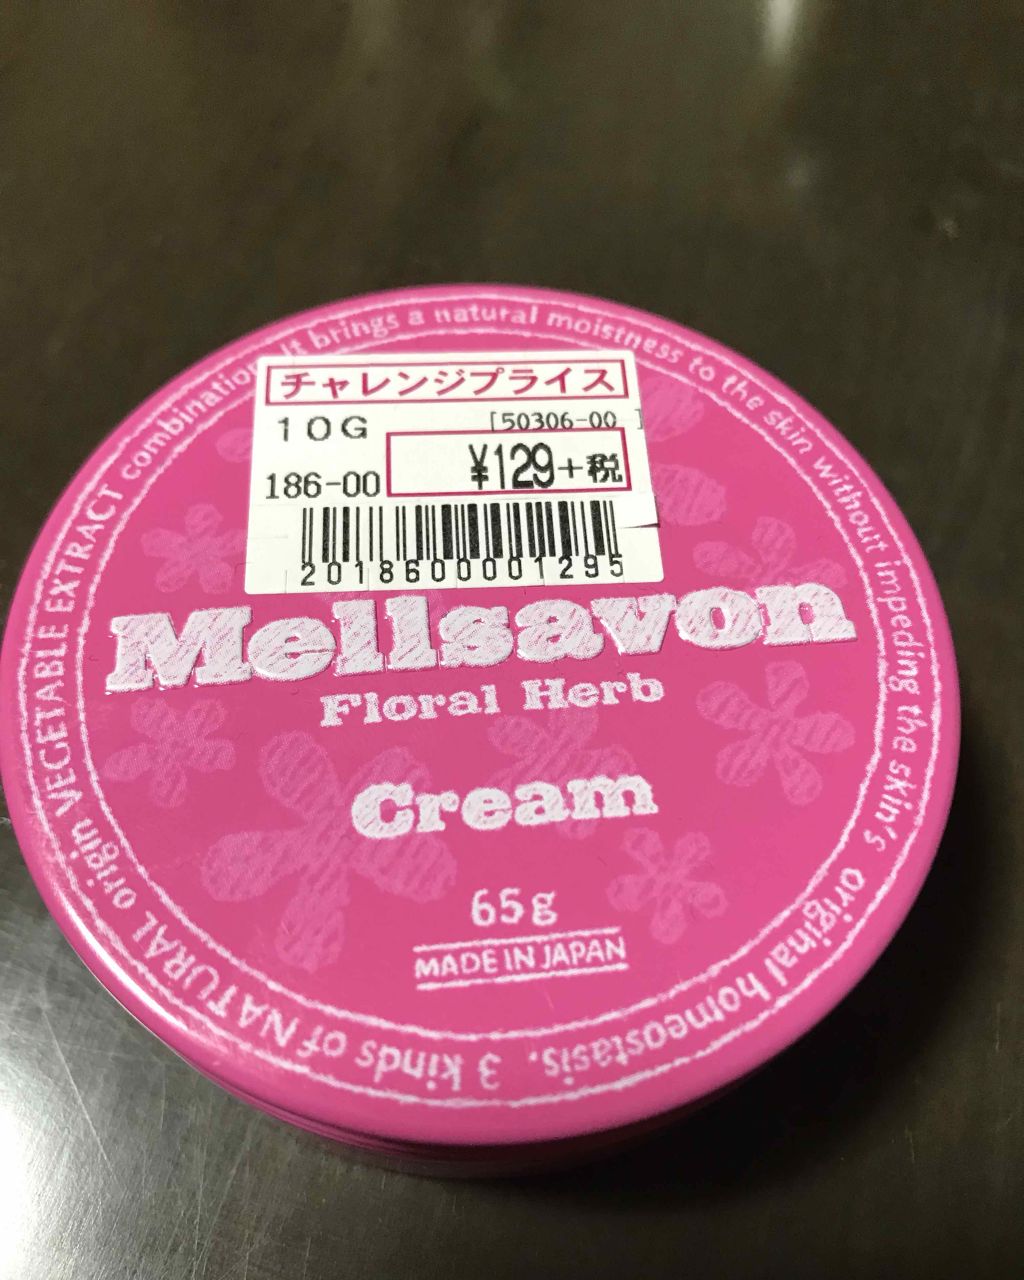 チャレンジプライス
10G
[50306-00 ]
186-00
¥129+税
2018600001295
Mellsavon
Floral Herb
Cream
65g
MADE IN JAPAN
3 kinds of NATURAL origin VEGETABLE EXTRACT combination. It brings a natural moistness to the skin without impeding the skin's original homeostasis.